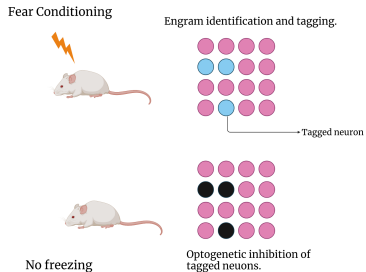 Fear Conditioning
Engram identification and tagging.
Tagged neuron
No freezing
Optogenetic inhibition of
tagged neuons.